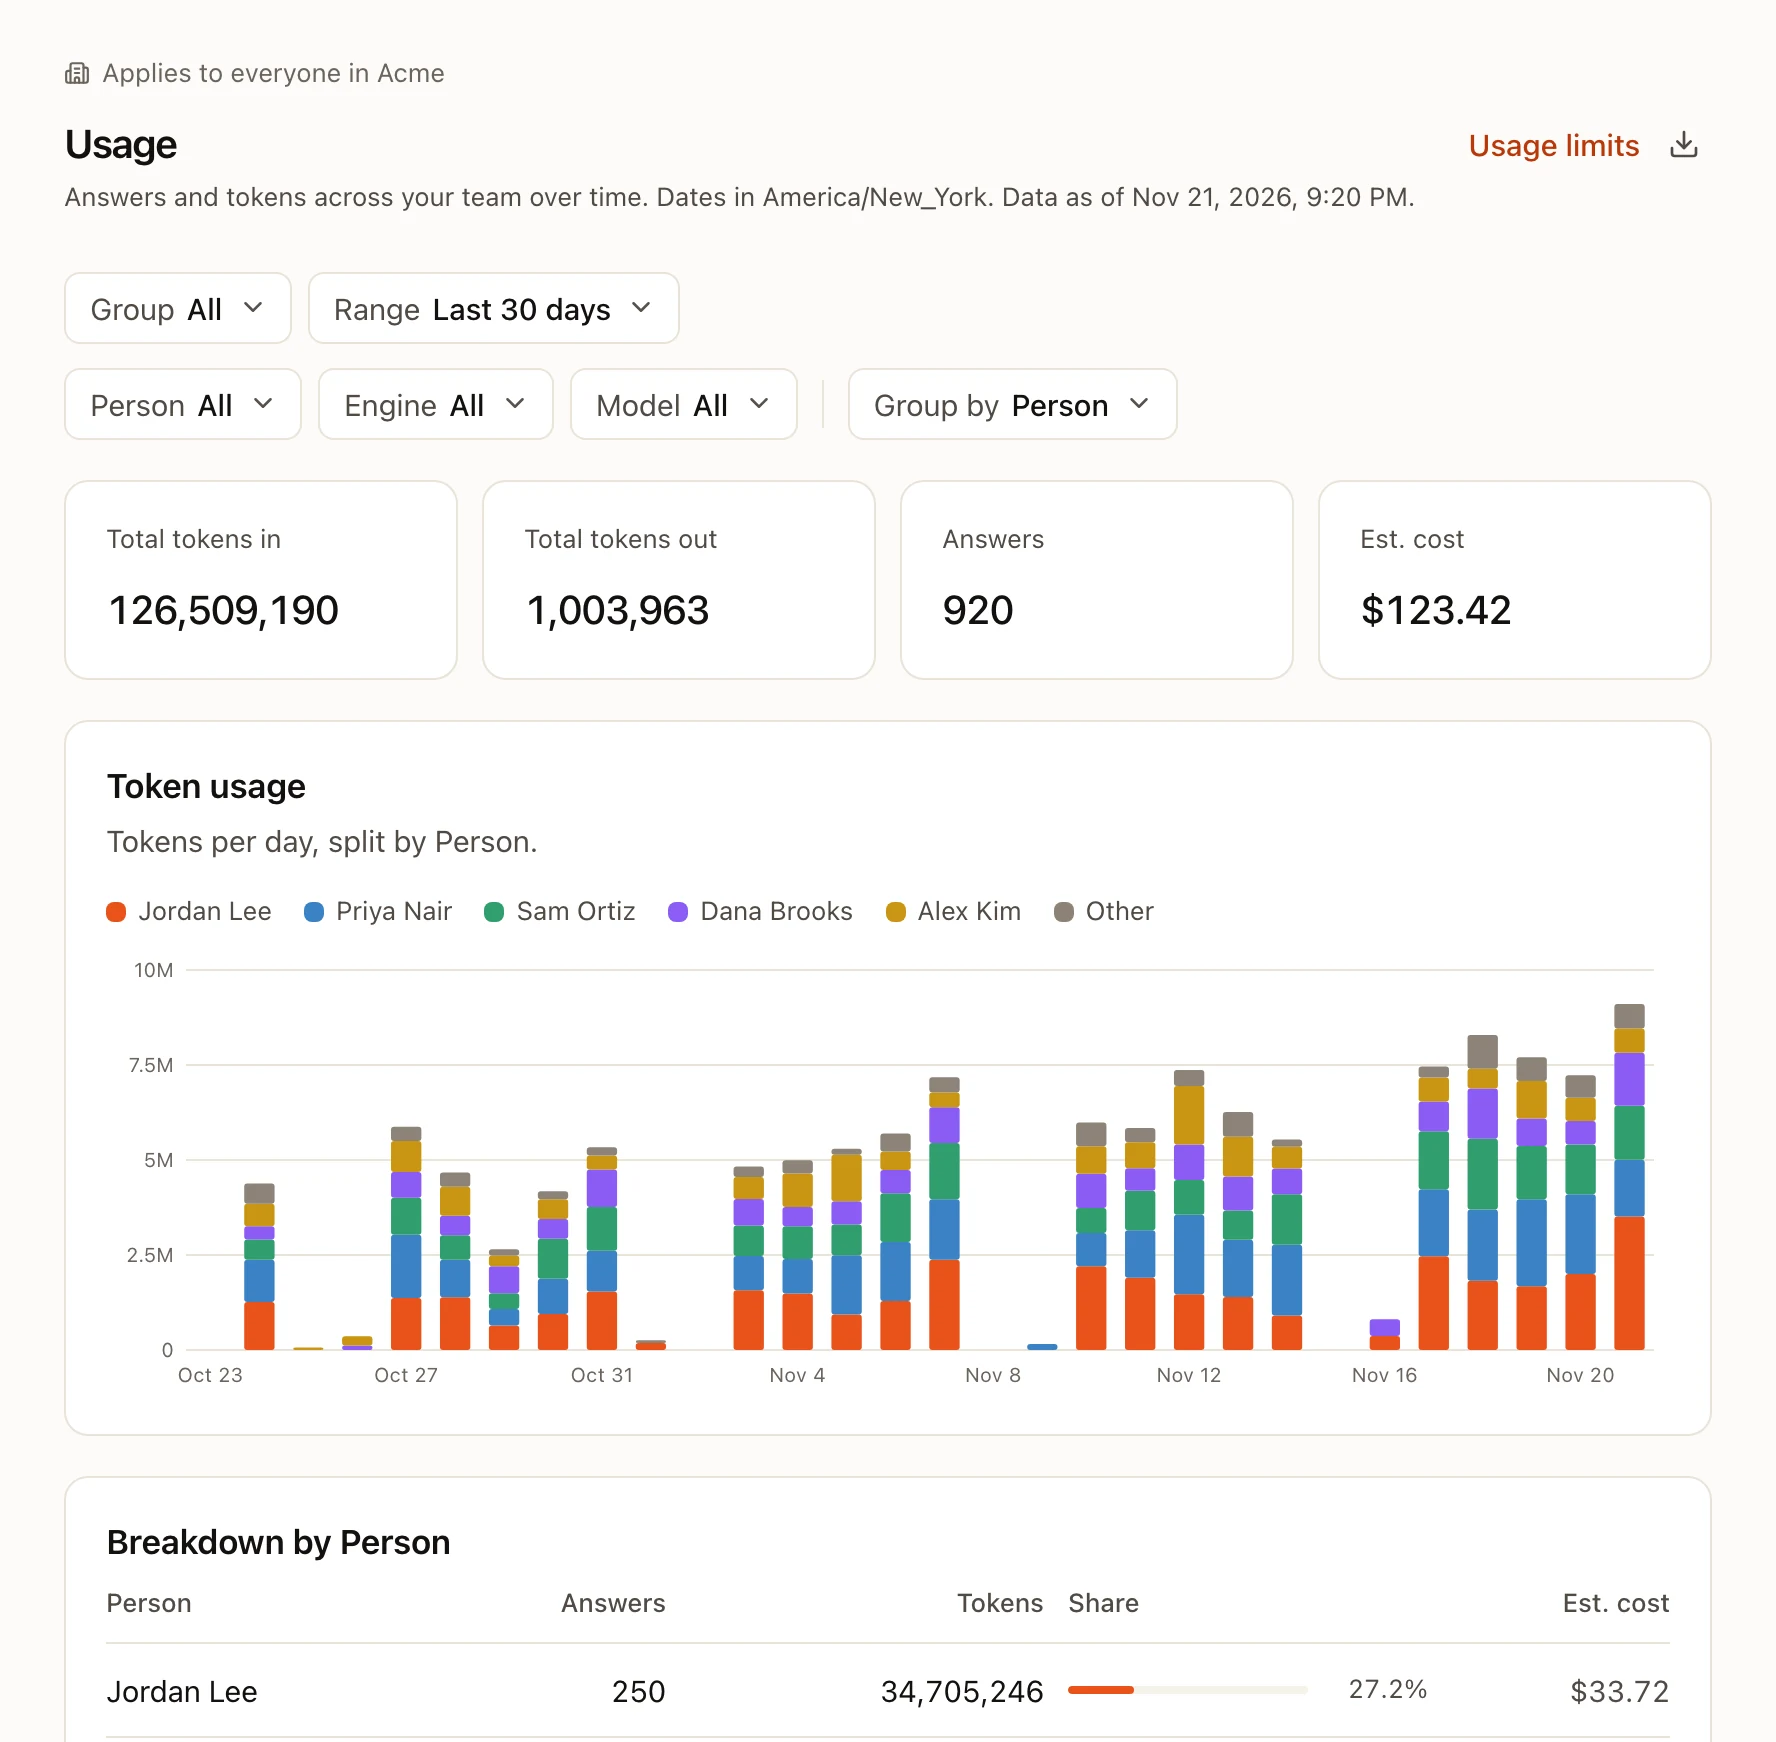 Applies to everyone in Acme
Usage
Usage limits
Answers and tokens across your team over time. Dates in America/New_York. Data as of Nov 21, 2026, 9:20 PM.
Group All
Range Last 30 days
Person All
Engine All
Model All
Group by Person
Total tokens in
126,509,190
Total tokens out
1,003,963
Answers
920
Est. cost
$123.42
Token usage
Tokens per day, split by Person.
Jordan Lee
Priya Nair
Sam Ortiz
Dana Brooks
Alex Kim
Other
10M
7.5M
5M
2.5M
0
Oct 23
Oct 27
Oct 31
Nov 4
Nov 8
Nov 12
Nov 16
Nov 20
Breakdown by Person
Person Answers Tokens Share Est. cost
Jordan Lee 250 34,705,246 27.2% $33.72